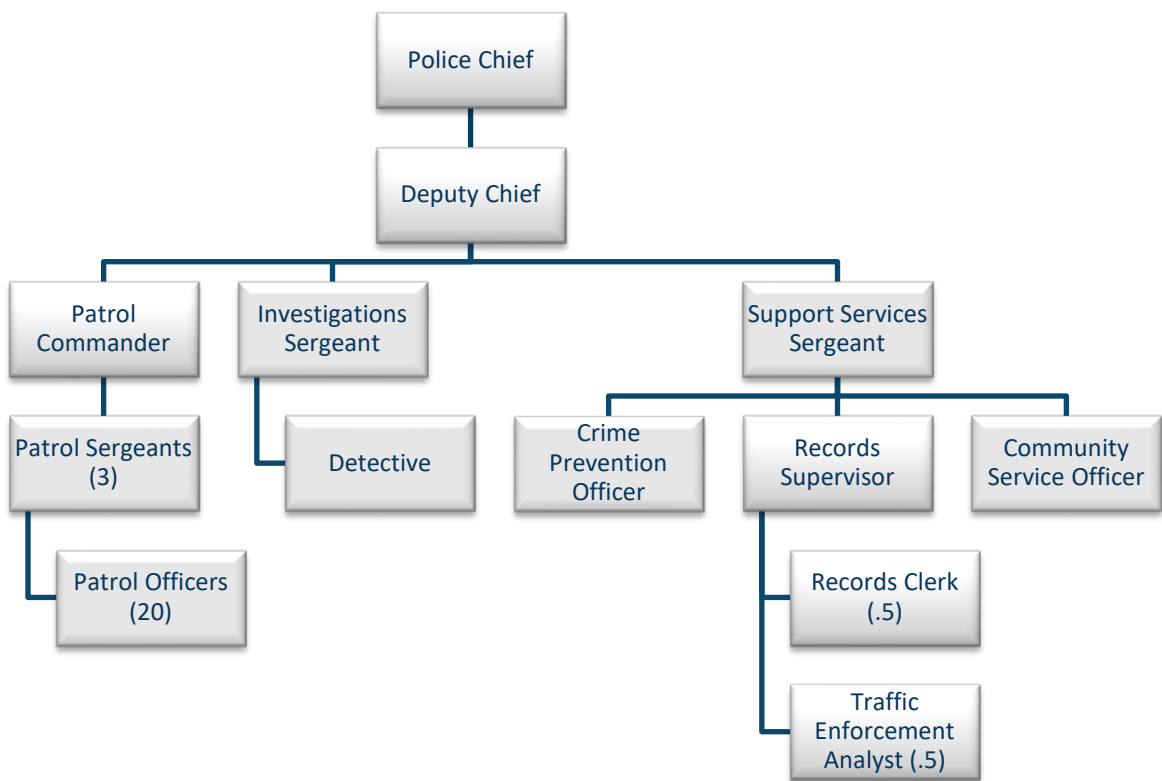 Police Chief
Deputy Chief
Patrol
Commander
Investigations
Sergeant
Support Services
Sergeant
Patrol Sergeants
(3)
Detective
Crime
Prevention
Officer
Records
Supervisor
Community
Service Officer
Patrol Officers
(20)
Records Clerk
(.5)
Traffic
Enforcement
Analyst (.5)